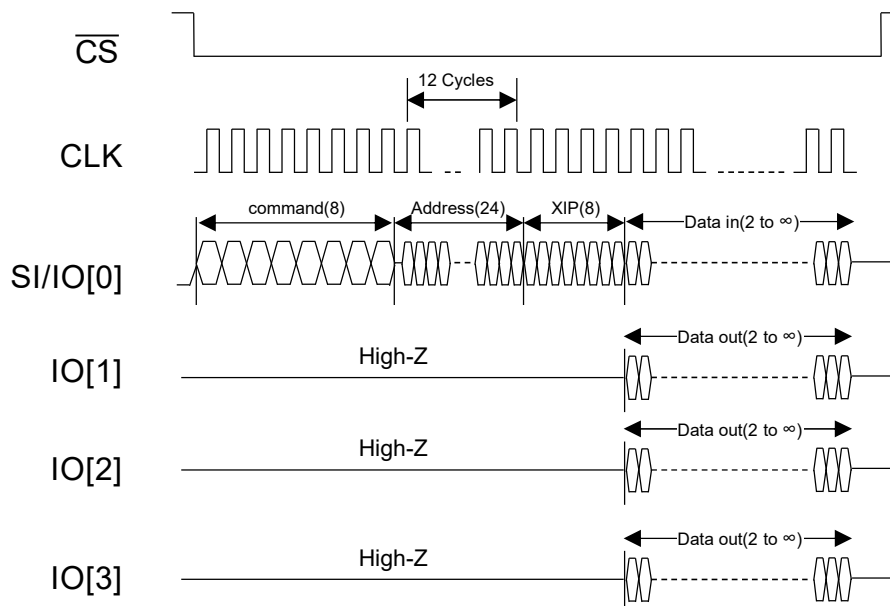 CS
12 Cycles
CLK
command(8) Address(24) XIP(8) Data in(2 to ∞)
SI/IO[0]
Data out(2 to ∞)
High-Z
IO[1]
Data out(2 to ∞)
High-Z
IO[2]
Data out(2 to ∞)
High-Z
IO[3]